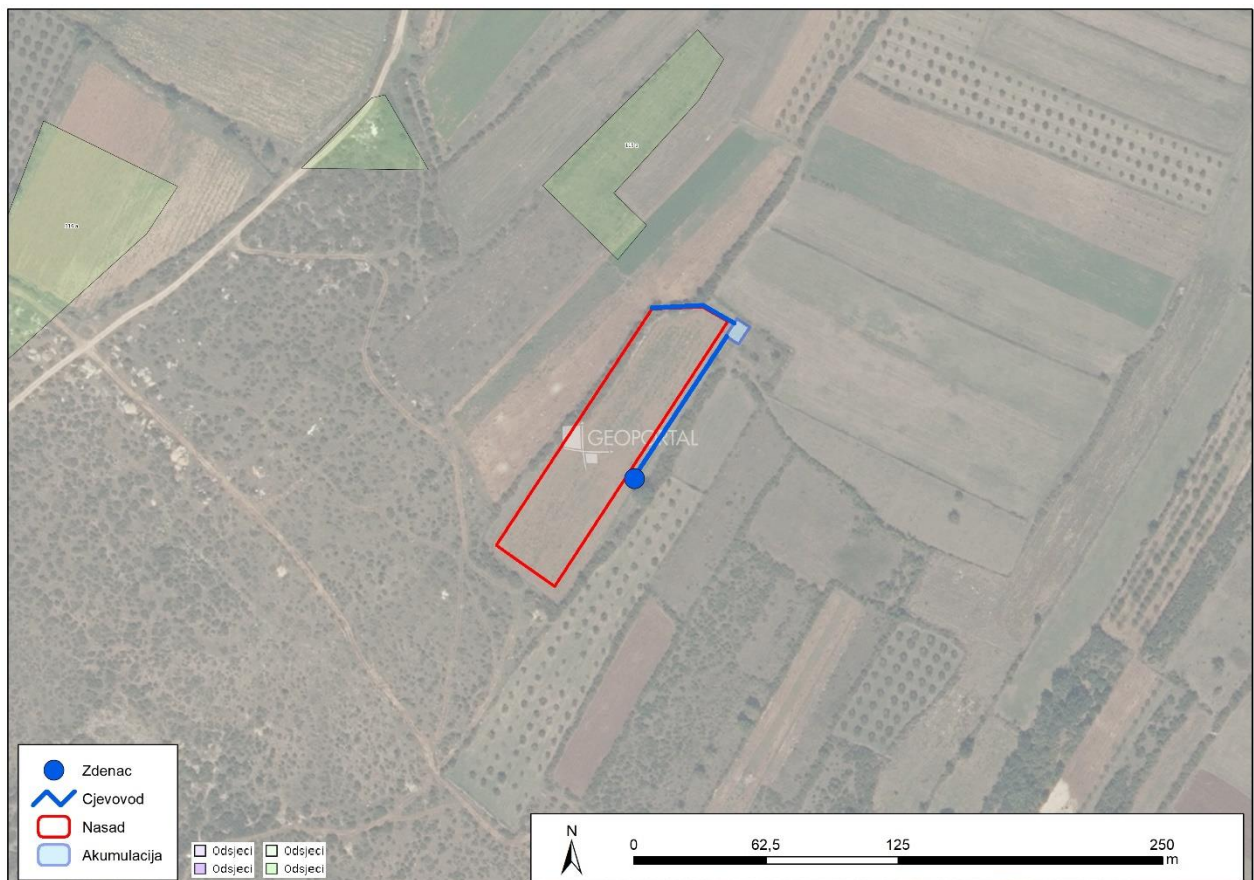 GEOPORTAL
Zdenac
Cjevovod
Nasad
Akumulacija
Odsjeci
Odsjeci
Odsjeci
Odsjeci
N
0 62,5 125 250
m